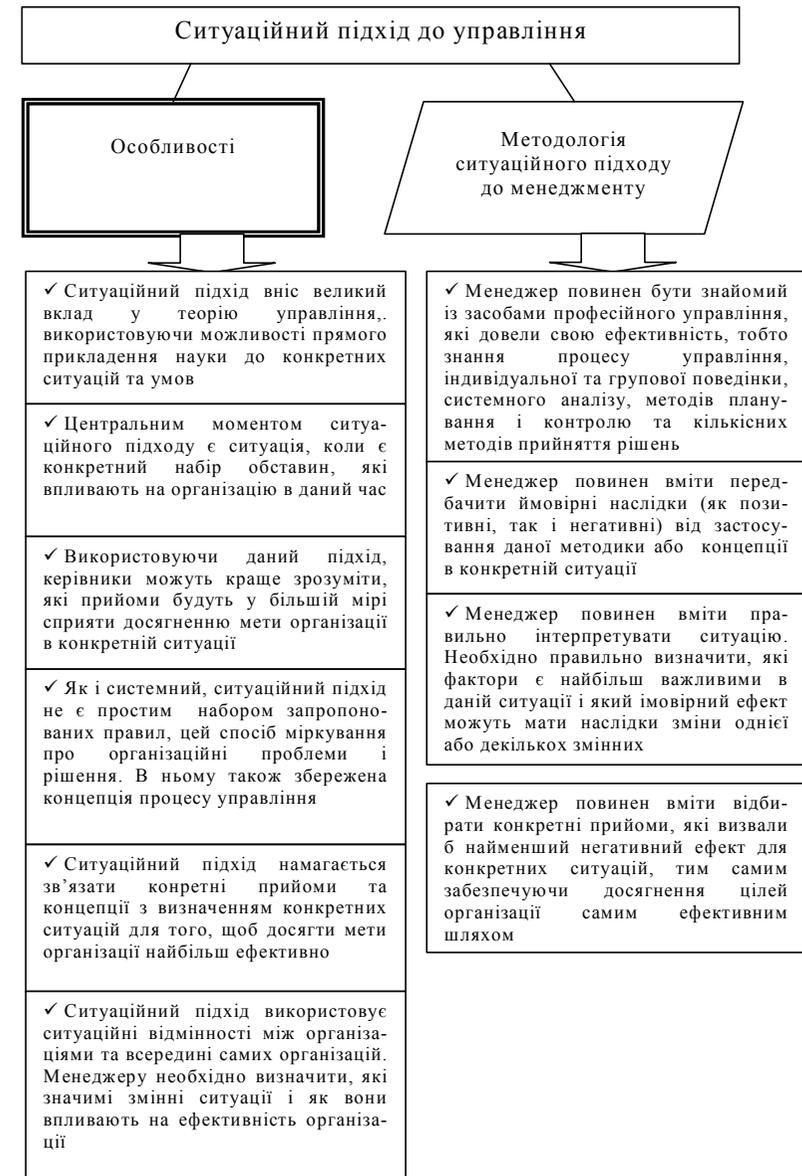 Ситуаційний підхід до управління
Особливості
Методологія
ситуаційного підходу
до менеджменту
✓ Ситуаційний підхід вніс великий
вклад у теорію управління,.
використовуючи можливості прямого
прикладення науки до конкретних
ситуацій та умов
✓ Центральним моментом ситуа-
ційного підходу є ситуація, коли є
конкретний набір обставин, які
впливають на організацію в даний час
✓ Використовуючи даний підхід,
керівники можуть краще зрозуміти,
які прийоми будуть у більшій мірі
сприяти досягненню мети організації
в конкретній ситуації
✓ Як і системний, ситуаційний підхід
не є простим набором запропоно-
ваних правил, цей спосіб міркування
про організаційні проблеми і
рішення. В ньому також збережена
концепція процесу управління
✓ Ситуаційний підхід намагається
зв’язати конретні прийоми та
концепції з визначенням конкретних
ситуацій для того, щоб досягти мети
організації найбільш ефективно
✓ Ситуаційний підхід використовує
ситуаційні відмінності між організа-
ціями та всередині самих організацій.
Менеджеру необхідно визначити, які
значимі змінні ситуації і як вони
впливають на ефективність організа-
ції
✓ Менеджер повинен бути знайомий
із засобами професійного управління,
які довели свою ефективність, тобто
знання процесу управління,
індивідуальної та групової поведінки,
системного аналізу, методів плану-
вання і контролю та кількісних
методів прийняття рішень
✓ Менеджер повинен вміти перед-
бачити ймовірні наслідки (як пози-
тивні, так і негативні) від застосу-
вання даної методики або концепції
в конкретній ситуації
✓ Менеджер повинен вміти пра-
вильно інтерпретувати ситуацію.
Необхідно правильно визначити, які
фактори є найбільш важливими в
даній ситуації і який імовірний ефект
можуть мати наслідки зміни однієї
або декількох змінних
✓ Менеджер повинен вміти відби-
рати конкретні прийоми, які визвали
б найменший негативний ефект для
конкретних ситуацій, тим самим
забезпечуючи досягнення цілей
організації самим ефективним
шляхом